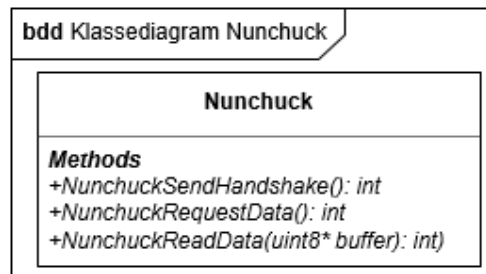 bdd Klassediagram Nunchuck
Nunchuck
Methods
+NunchuckSendHandshake(): int
+NunchuckRequestData(): int
+NunchuckReadData(uint8* buffer): int)